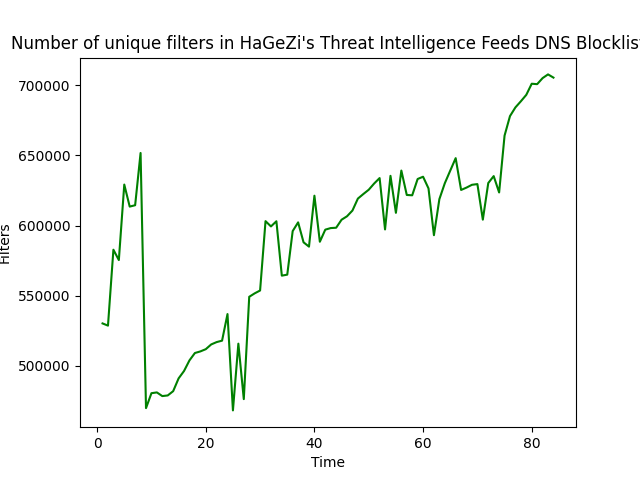 Number of unique filters in HaGeZi's Threat Intelligence Feeds DNS Blocklist
700000
650000
600000
550000
500000
Filters
0 20 40 60 80
Time